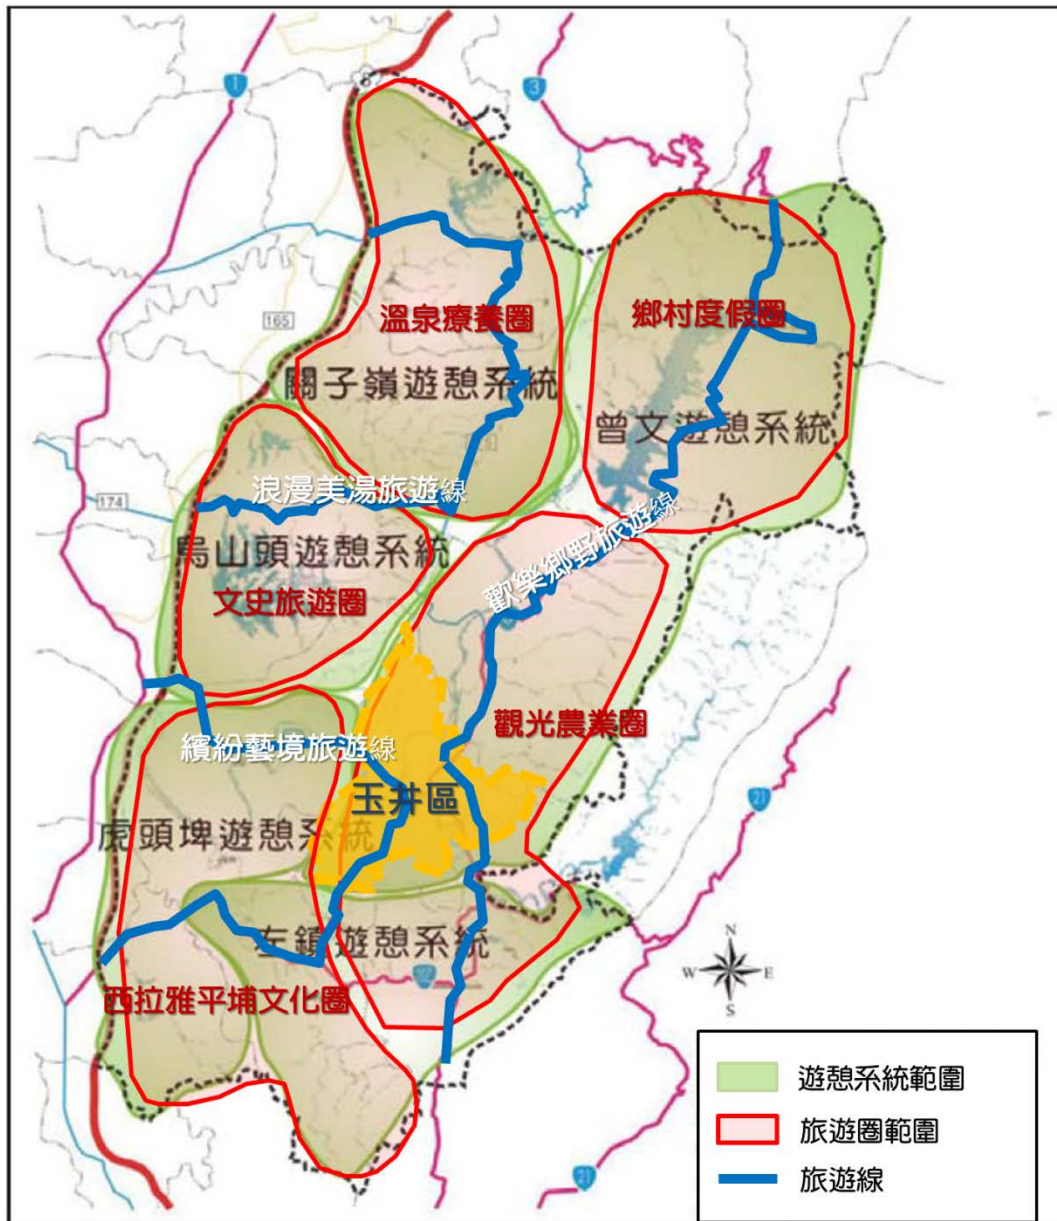 1
8
3
165
溫泉療養圈
鄉村度假圈
關子嶺遊憩系統
曾文遊憩系統
174
浪漫美湯旅遊線
歡樂鄉野旅遊線
烏山頭遊憩系統
文史旅遊圈
觀光農業圈
繽紛藝境旅遊線
玉井區
21
虎頭埤遊憩系統
左鎮遊憩系統
西拉雅平埔文化圈
N
W
E
S
遊憩系統範圍
旅遊圈範圍
旅遊線
21